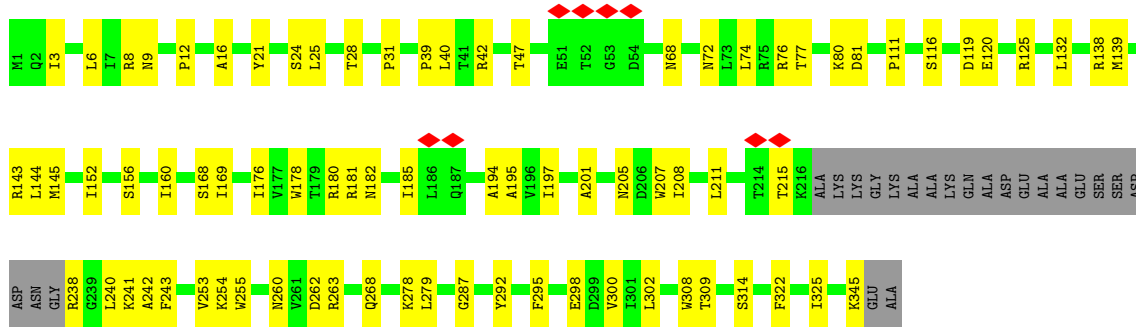 M1 Q2 I3 L6 I7 R8 N9 P12 A16 Y21 S24 L25 T28 P31 P39 L40 T41 R42 T47 E51 T52 G53 D54 N68 N72 L73 L74 R75 R76 T77 K80 D81 P111 S116 D119 E120 R125 L132 R138 M139
R143 L144 M145 I152 S156 I160 S168 I169 I176 V177 W178 T179 R180 R181 N182 I185 L186 Q187 A194 A195 V196 I197 A201 N205 D206 W207 I208 L211 T214 T215 K216 ALA LYS LYS GLY LYS ALA ALA LYS GLN ALA ASP GLU ALA ALA GLU SER SER ASP
ASP ASN GLY R238 G239 L240 K241 A242 F243 V253 K254 W255 N260 V261 D262 R263 Q268 K278 L279 G287 Y292 F295 E298 D299 V300 I301 L302 W308 T309 S314 F322 I325 K345 GLU ALA